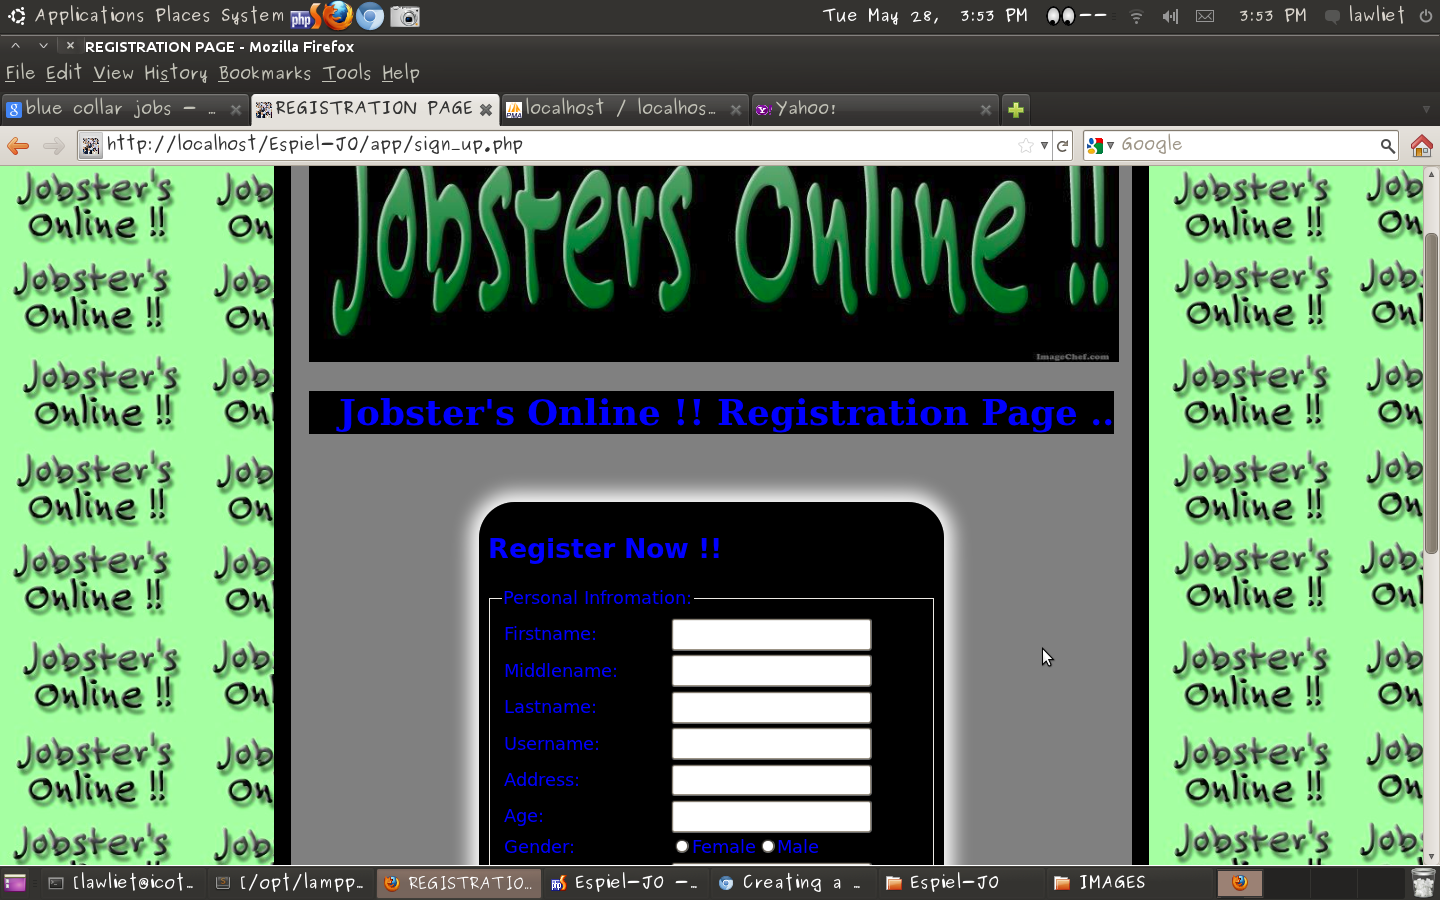 Applications Places System php Tue May 28, 3:53 PM 3:53 PM lawliet
REGISTRATION PAGE - Mozilla Firefox
File Edit View History Bookmarks Tools Help
blue collar jobs – ... REGISTRATION PAGE localhost / localhos... Yahoo!
http://localhost/Espiel-JO/app/sign_up.php Google
Jobster's Online !!
Jobsters Online !!
ImageChef.com
Jobster's Online !! Registration Page ..
Register Now !!
Personal Infromation:
Firstname:
Middlename:
Lastname:
Username:
Address:
Age:
Gender: Female Male
[lawliet@icot... [/opt/lampp... REGISTRATIO... Espiel-JO -... Creating a ... Espiel-JO IMAGES